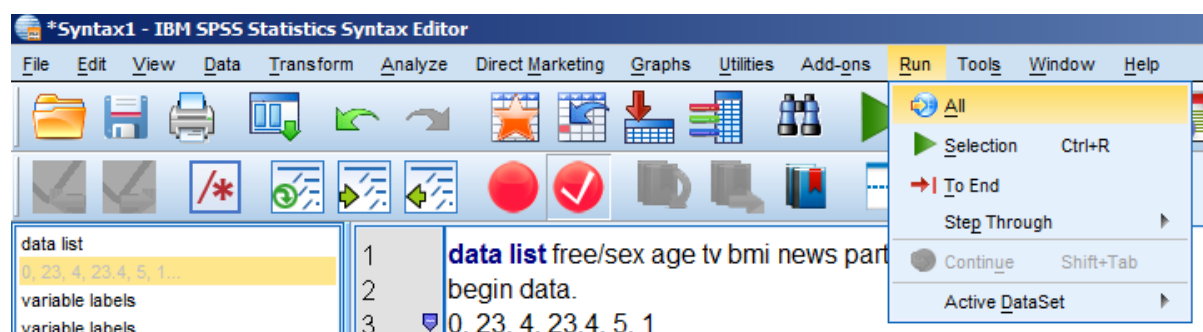 *Syntax1 - IBM SPSS Statistics Syntax Editor
File Edit View Data Transform Analyze Direct Marketing Graphs Utilities Add-ons Run Tools Window Help
All
Selection Ctrl+R
To End
Step Through
Continue Shift+Tab
Active DataSet
/*
data list
0, 23, 4, 23.4, 5, 1...
variable labels
variable labels
1 data list free/sex age tv bmi news part
2 begin data.
3 0, 23, 4, 23.4, 5, 1